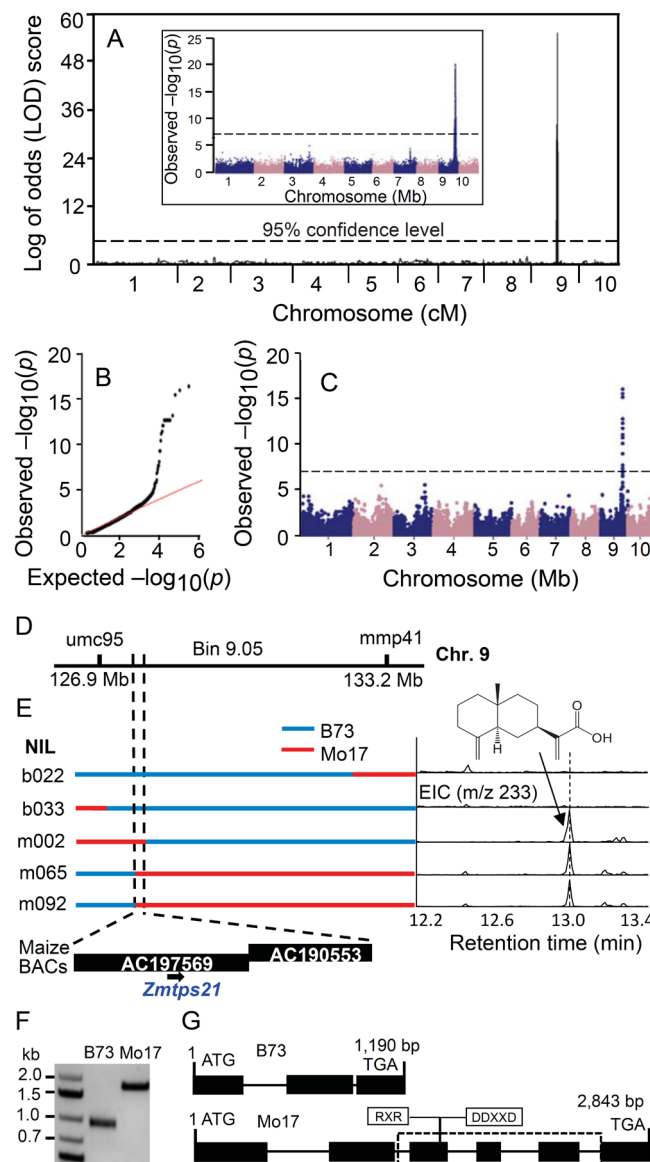 A
Log of odds (LOD) score
60
48
36
24
12
0
95% confidence level
1 2 3 4 5 6 7 8 9 10
Chromosome (cM)
Observed –log10(p)
25
20
15
10
5
0
1 2 3 4 5 6 7 8 9 10
Chromosome (Mb)
B
Observed –log10(p)
20
15
10
5
0
0 2 4 6
Expected –log10(p)
C
Observed –log10(p)
20
15
10
5
0
1 2 3 4 5 6 7 8 9 10
Chromosome (Mb)
D
umc95 Bin 9.05 mmp41
126.9 Mb 133.2 Mb
Chr. 9
E
NIL
B73
Mo17
b022
b033
m002
m065
m092
O
OH
H
EIC (m/z 233)
12.2 12.6 13.0 13.4
Retention time (min)
Maize BACs
AC197569
AC190553
Zmtps21
F
kb B73 Mo17
2.0
1.5
1.0
0.7
G
1 ATG B73 1,190 bp TGA
1 ATG Mo17 RXR DDXXD 2,843 bp TGA